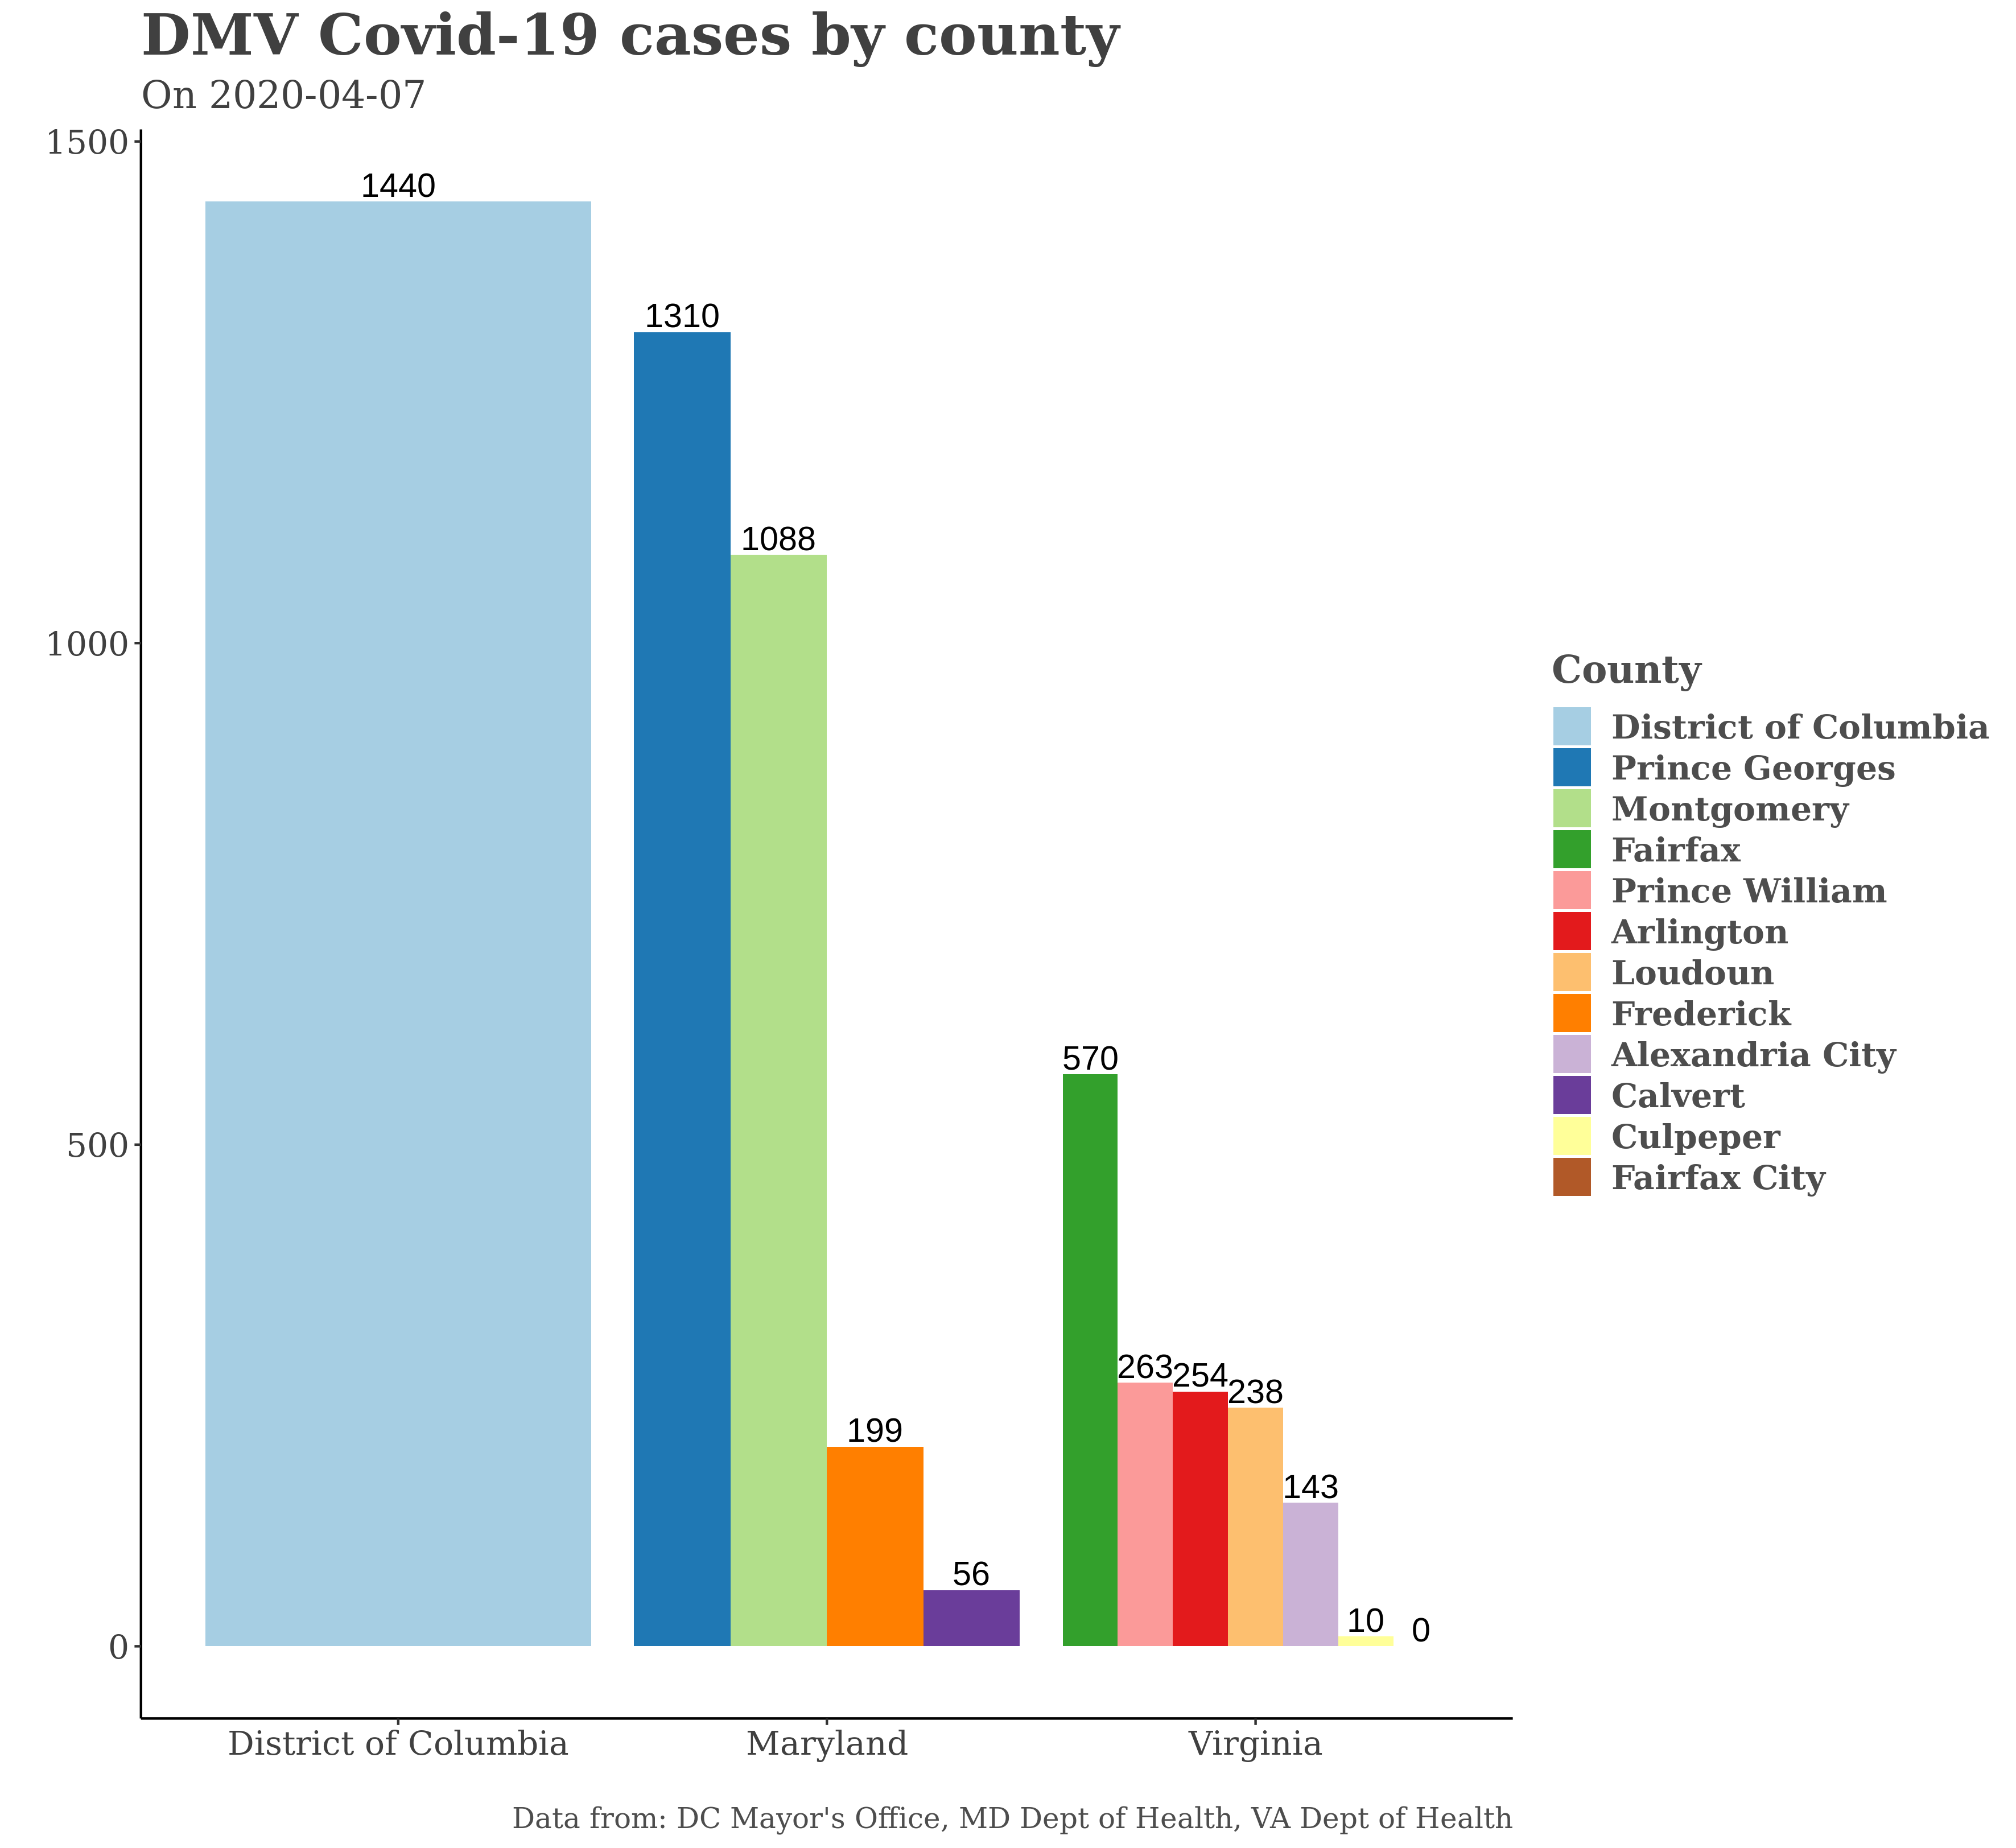 DMV Covid-19 cases by county
On 2020-04-07
1500
1000
500
0
1440
1310
1088
199
56
570
263
254
238
143
10
0
District of Columbia
Maryland
Virginia
County
District of Columbia
Prince Georges
Montgomery
Fairfax
Prince William
Arlington
Loudoun
Frederick
Alexandria City
Calvert
Culpeper
Fairfax City
Data from: DC Mayor's Office, MD Dept of Health, VA Dept of Health